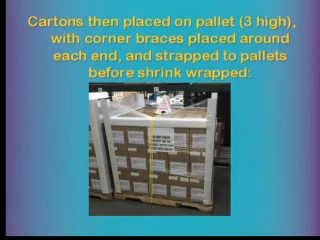 Cartons then placed on pallet (3 high),
with corner braces placed around
each end, and strapped to pallets
before shrink wrapped: